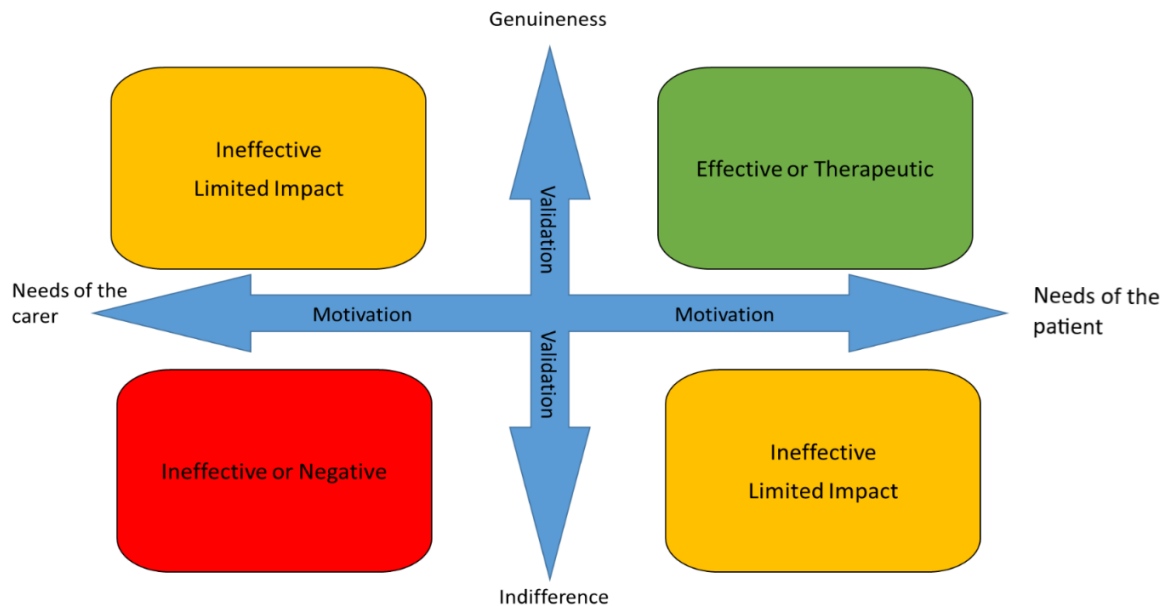 Genuineness
Ineffective
Limited Impact
Effective or Therapeutic
Validation
Needs of the
carer
Motivation
Motivation
Needs of the
patient
Validation
Ineffective or Negative
Ineffective
Limited Impact
Indifference